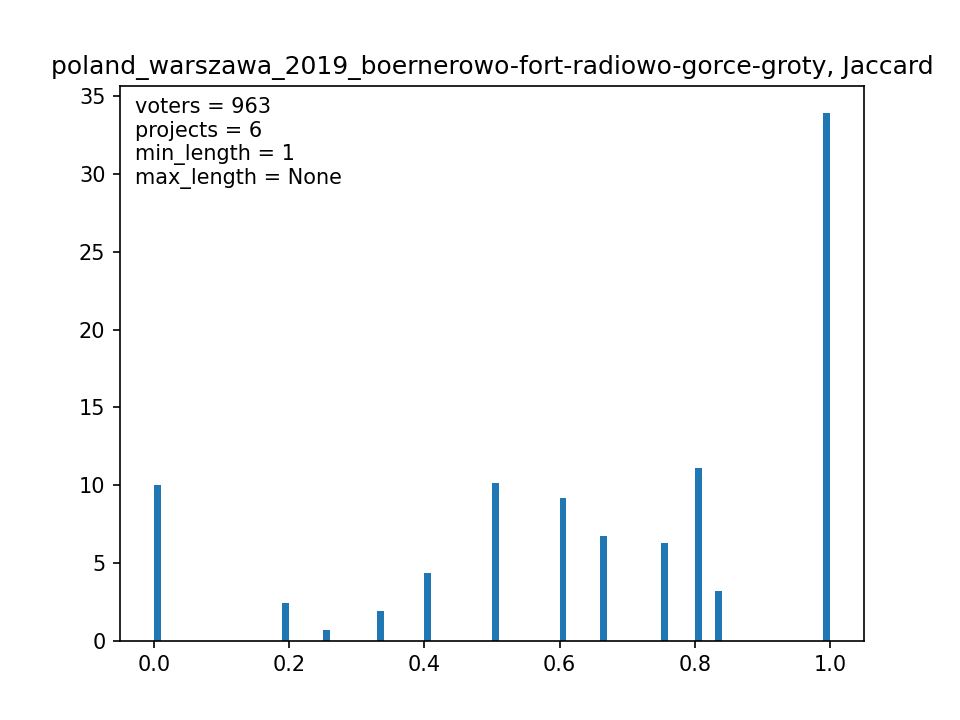 poland_warszawa_2019_boernerowo-fort-radiowo-gorce-groty, Jaccard
voters = 963
projects = 6
min_length = 1
max_length = None
35
30
25
20
15
10
5
0
0.0 0.2 0.4 0.6 0.8 1.0